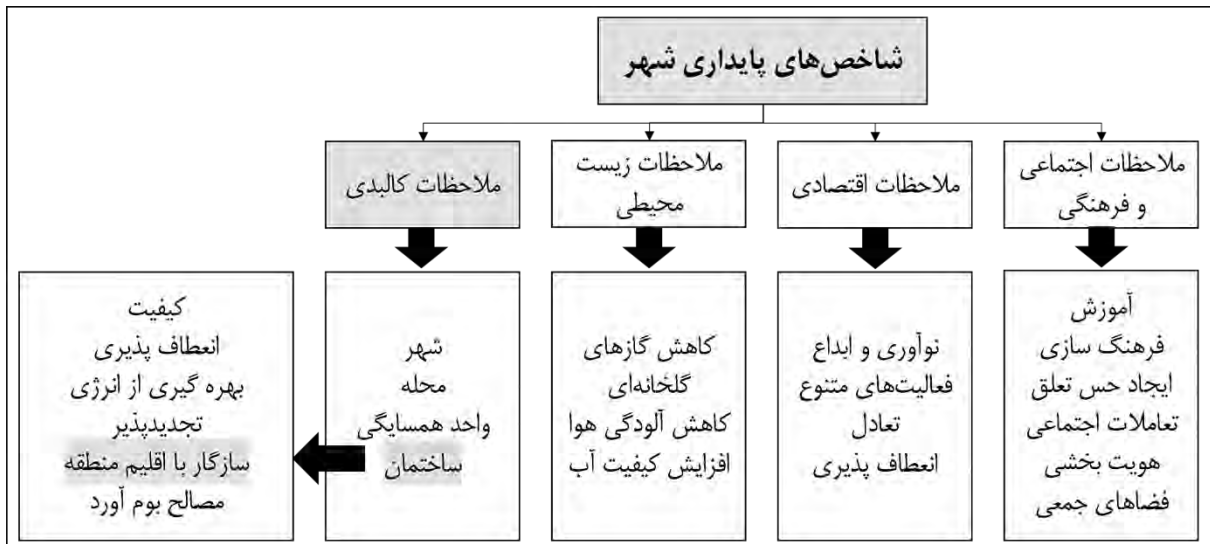 شاخص‌های پایداری شهر
ملاحظات اجتماعی
و فرهنگی
ملاحظات اقتصادی
ملاحظات زیست
محیطی
ملاحظات کالبدی
آموزش
فرهنگ سازی
ایجاد حس تعلق
تعاملات اجتماعی
هویت بخشی
فضاهای جمعی
نوآوری و ابداع
فعالیت‌های متنوع
تعادل
انعطاف پذیری
کاهش گازهای
گلخانه‌ای
کاهش آلودگی هوا
افزایش کیفیت آب
شهر
محله
واحد همسایگی
ساختمان
کیفیت
انعطاف پذیری
بهره گیری از انرژی
تجدیدپذیر
سازگار با اقلیم منطقه
مصالح بوم آورد